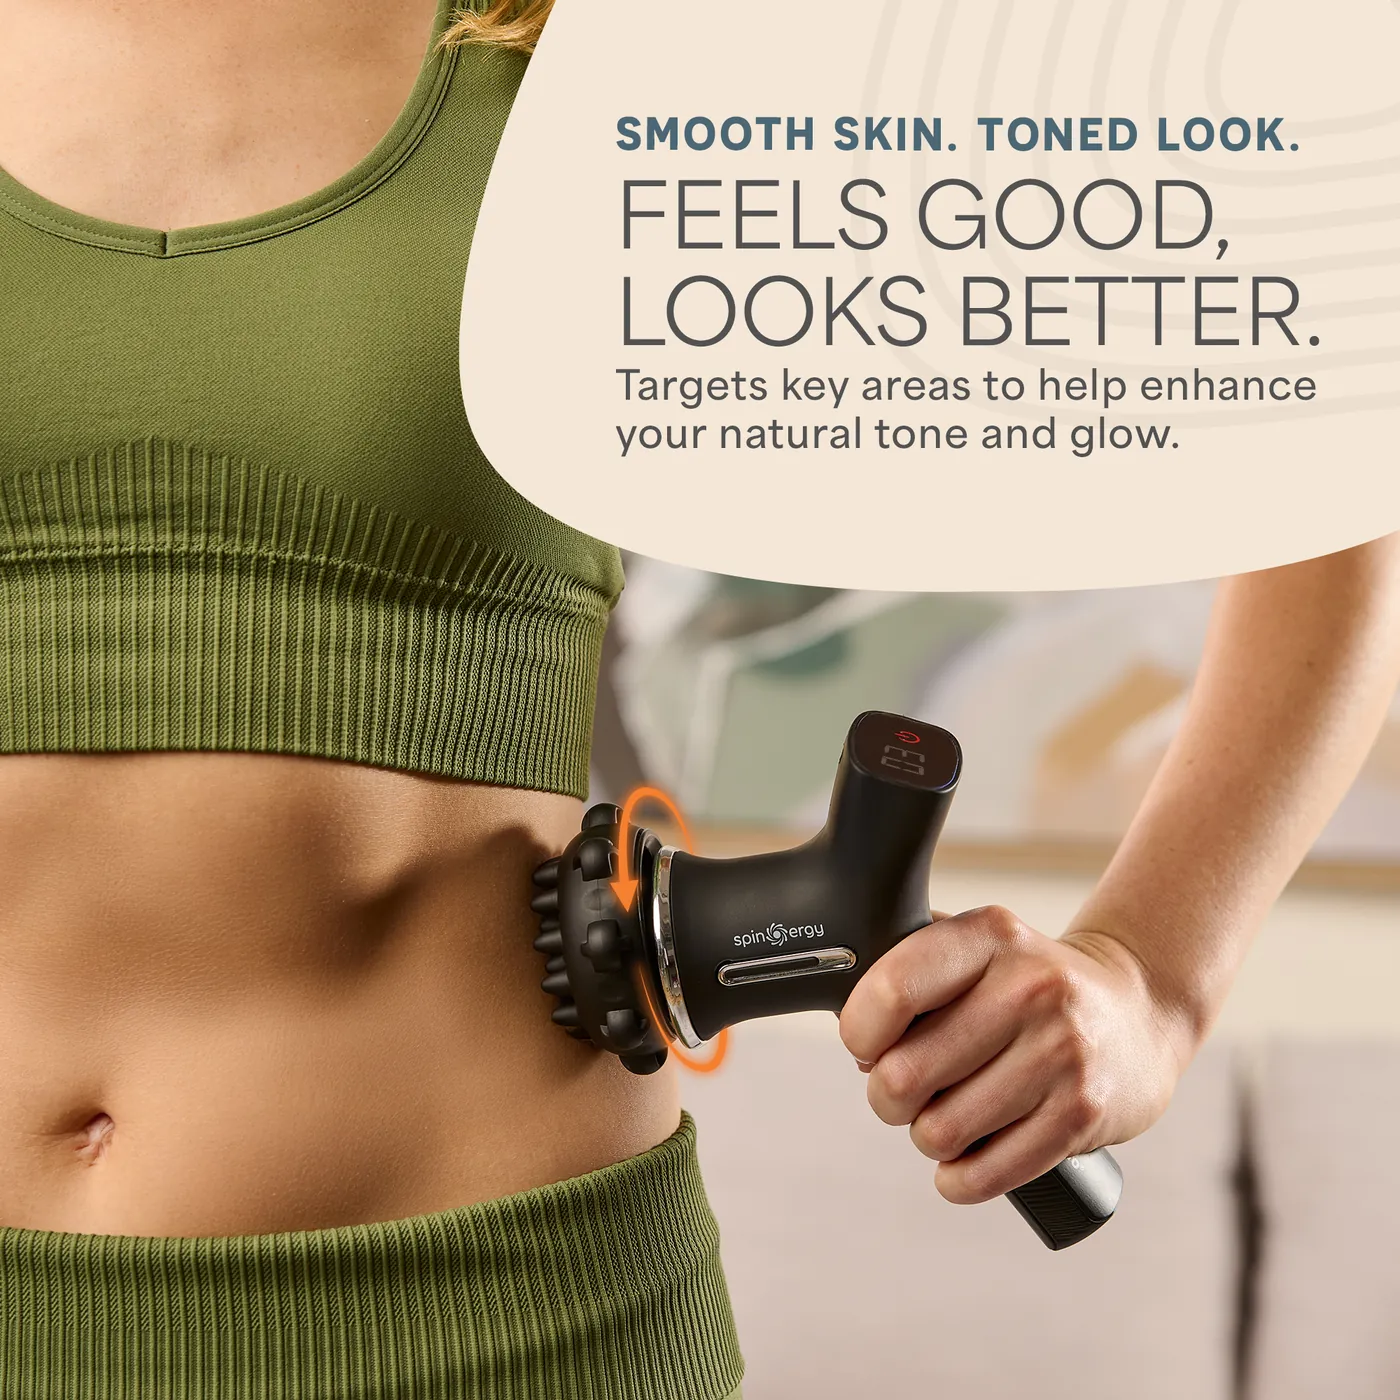 SMOOTH SKIN. TONED LOOK.
FEELS GOOD,
LOOKS BETTER.
Targets key areas to help enhance
your natural tone and glow.
03
spinergy